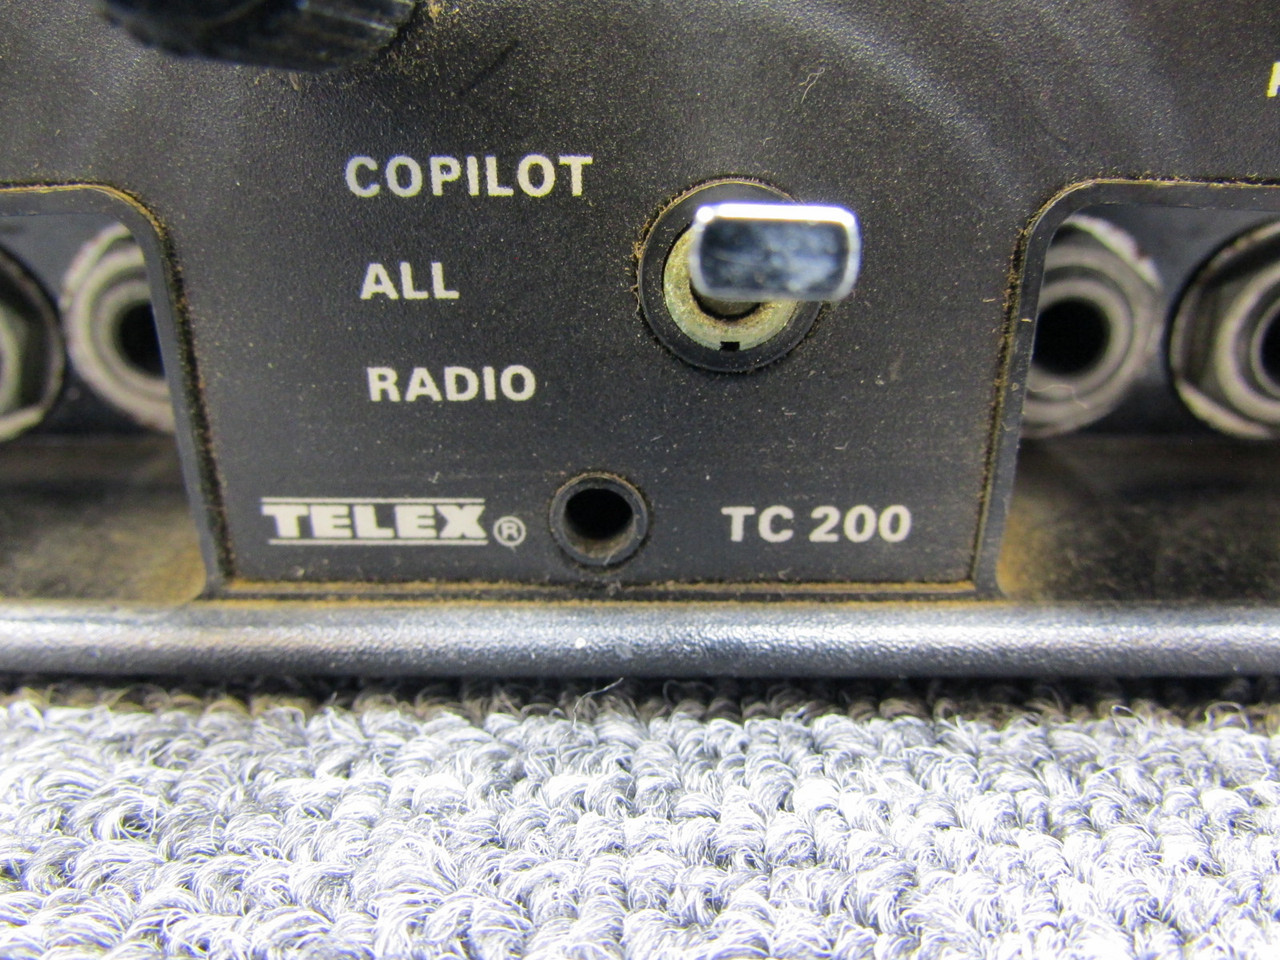 COPILOT
ALL
RADIO
TELEX®
TC 200